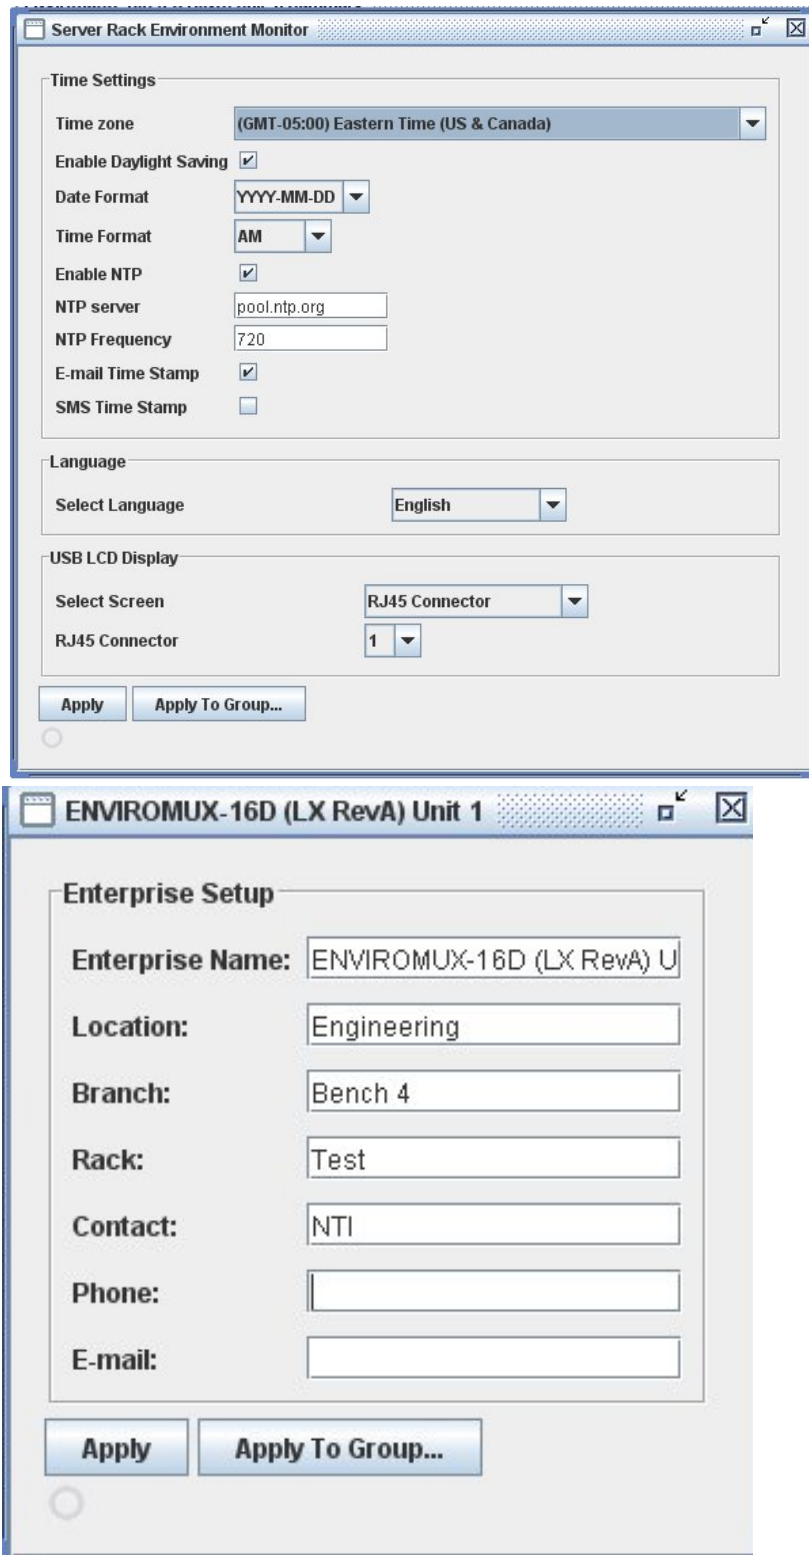 Server Rack Environment Monitor
Time Settings
Time zone (GMT-05:00) Eastern Time (US & Canada)
Enable Daylight Saving
Date Format YYYY-MM-DD
Time Format AM
Enable NTP
NTP server pool.ntp.org
NTP Frequency 720
E-mail Time Stamp
SMS Time Stamp
Language
Select Language English
USB LCD Display
Select Screen RJ45 Connector
RJ45 Connector 1
Apply Apply To Group...
ENVIROMUX-16D (LX RevA) Unit 1
Enterprise Setup
Enterprise Name: ENVIROMUX-16D (LX RevA) U
Location: Engineering
Branch: Bench 4
Rack: Test
Contact: NTI
Phone:
E-mail:
Apply Apply To Group...